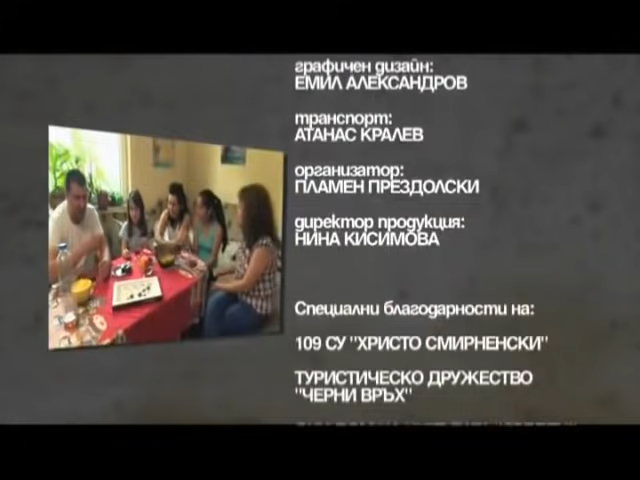 графичен дизайн:
ЕМИЛ АЛЕКСАНДРОВ
транспорт:
АТАНАС КРАЛЕВ
организатор:
ПЛАМЕН ПРЕЗДОЛСКИ
директор продукция:
НИНА КИСИМОВА
Специални благодарности на:
109 СУ "ХРИСТО СМИРНЕНСКИ"
ТУРИСТИЧЕСКО ДРУЖЕСТВО
"ЧЕРНИ ВРЪХ"